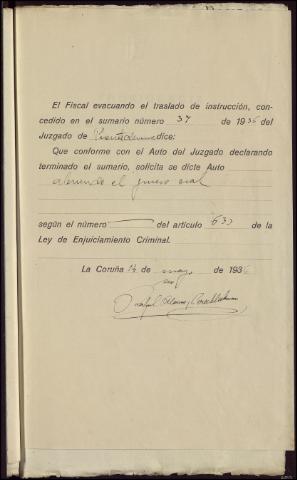 El Fiscal evacuando el traslado de instrucción, con-
cedido en el sumario número 37 de 1936 del
Juzgado de Puentedeume dice:
Que conforme con el Auto del Juzgado declarando
terminado el sumario, solicita se dicte Auto
abriendo el juicio oral
según el número del artículo 633 de la
Ley de Enjuiciamiento Criminal.
La Coruña 14 de mayo de 1936
Rafael